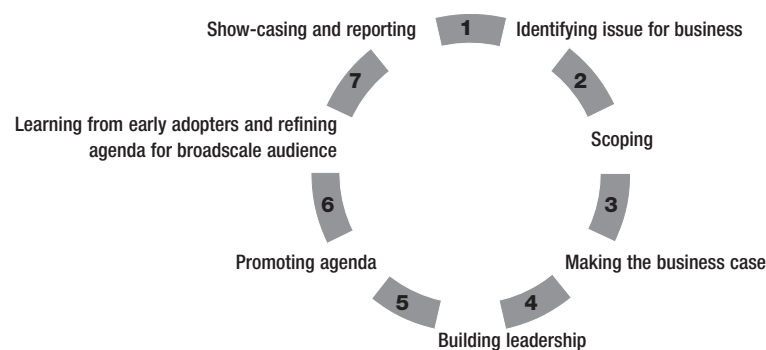 1
Identifying issue for business
2
Scoping
3
Making the business case
4
Building leadership
5
Promoting agenda
6
Learning from early adopters and refining
agenda for broadscale audience
7
Show-casing and reporting